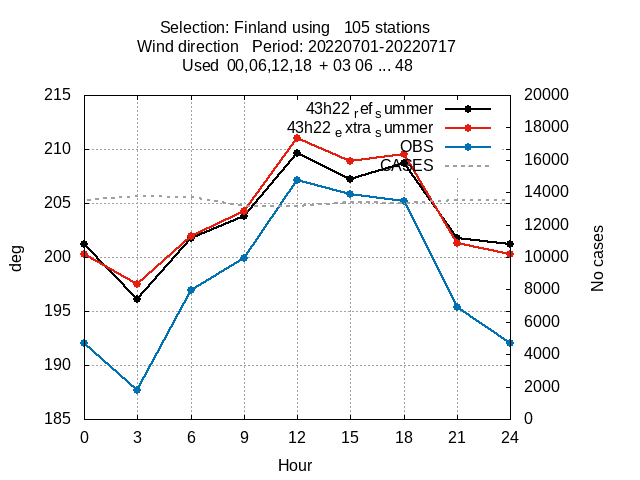 Selection: Finland using   105 stations
Wind direction   Period: 20220701-20220717
Used  00,06,12,18  + 03 06 ... 48
215
210
205
200
195
190
185
20000
18000
16000
14000
12000
10000
8000
6000
4000
2000
0
43h22 ref summer
43h22 extra summer
OBS
CASES
deg
No cases
0 3 6 9 12 15 18 21 24
Hour